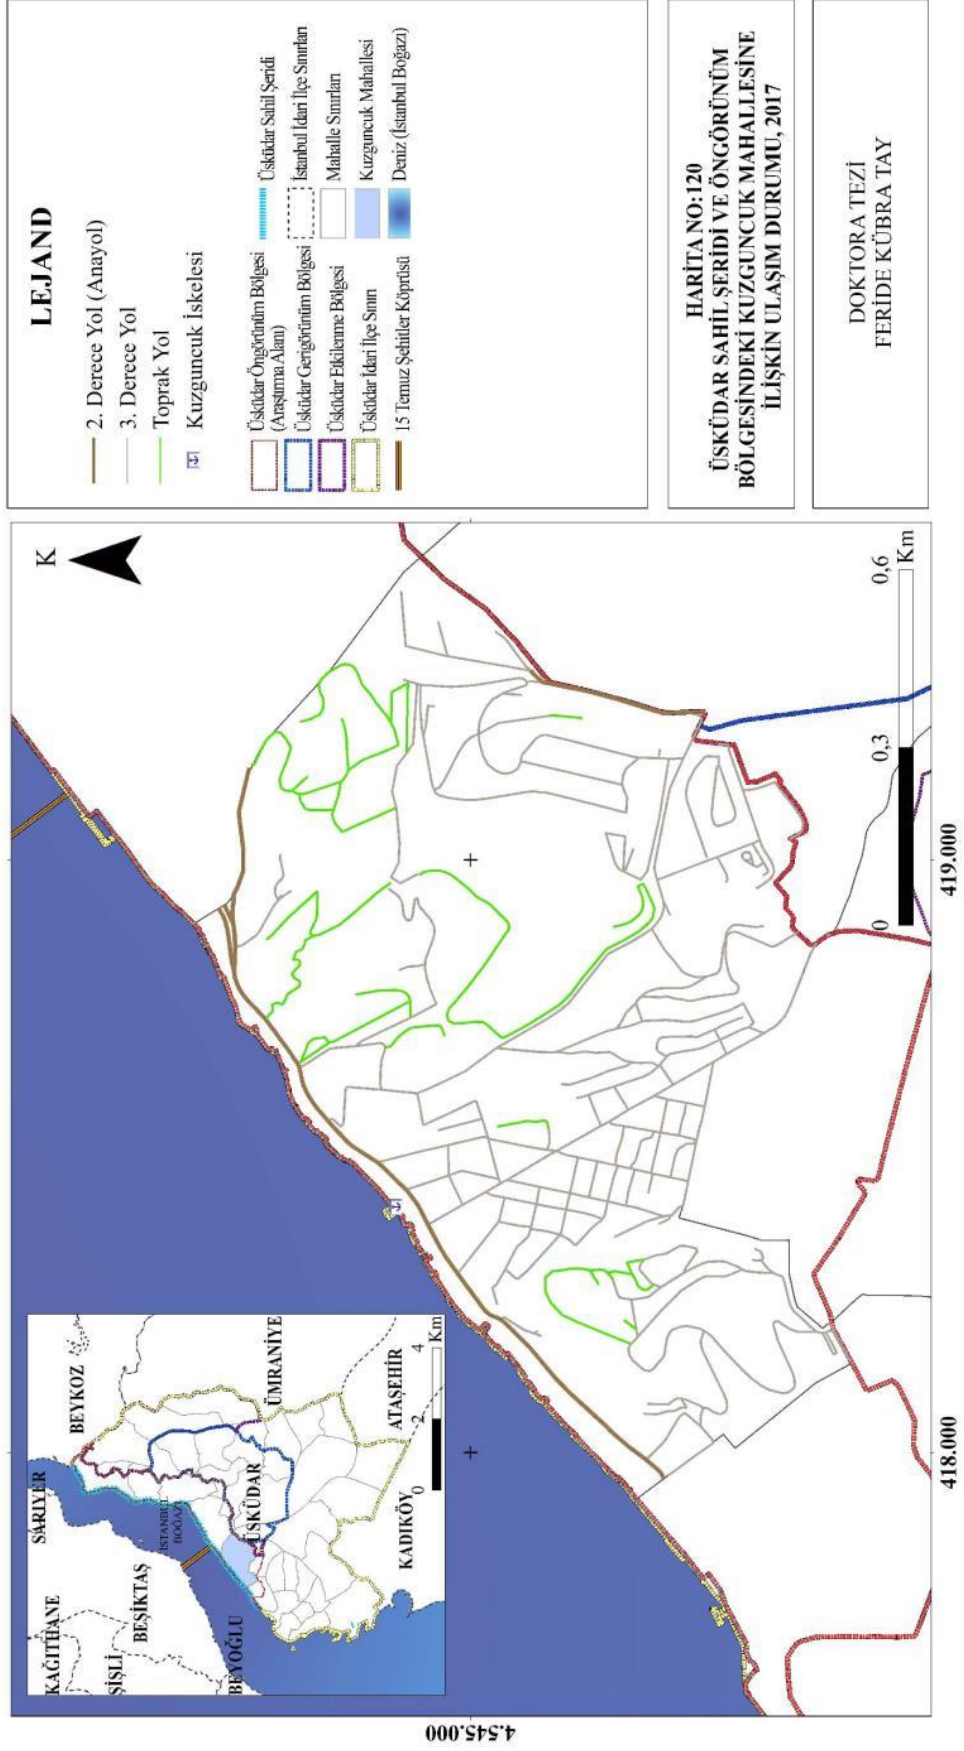 KAĞITHANE
SARIYER
BEYKOZ
ŞİŞLİ
BEŞİKTAŞ
İSTANBUL
BOĞAZI
BEYOĞLU
ÜSKÜDAR
ÜMRANİYE
KADIKÖY
ATAŞEHİR
0 2 4
Km
K
4.545.000
418.000
419.000
0 0,3 0,6
Km
LEJAND
2. Derece Yol (Anayol)
3. Derece Yol
Toprak Yol
Kuzguncuk İskelesi
Üsküdar Öngörünüm Bölgesi
(Araştırma Alanı)
Üsküdar Gerigörünüm Bölgesi
Üsküdar Etkilenme Bölgesi
Üsküdar İdari İlçe Sınırı
15 Temuz Şehitler Köprüsü
Üsküdar Sahil Şeridi
İstanbul İdari İlçe Sınırları
Mahalle Sınırları
Kuzguncuk Mahallesi
Deniz (İstanbul Boğazı)
HARİTA NO:120
ÜSKÜDAR SAHİL ŞERİDİ VE ÖNGÖRÜNÜM
BÖLGESİNDEKİ KUZGUNCUK MAHALLESİNE
İLİŞKİN ULAŞIM DURUMU, 2017
DOKTORA TEZİ
FERİDE KÜBRA TAY